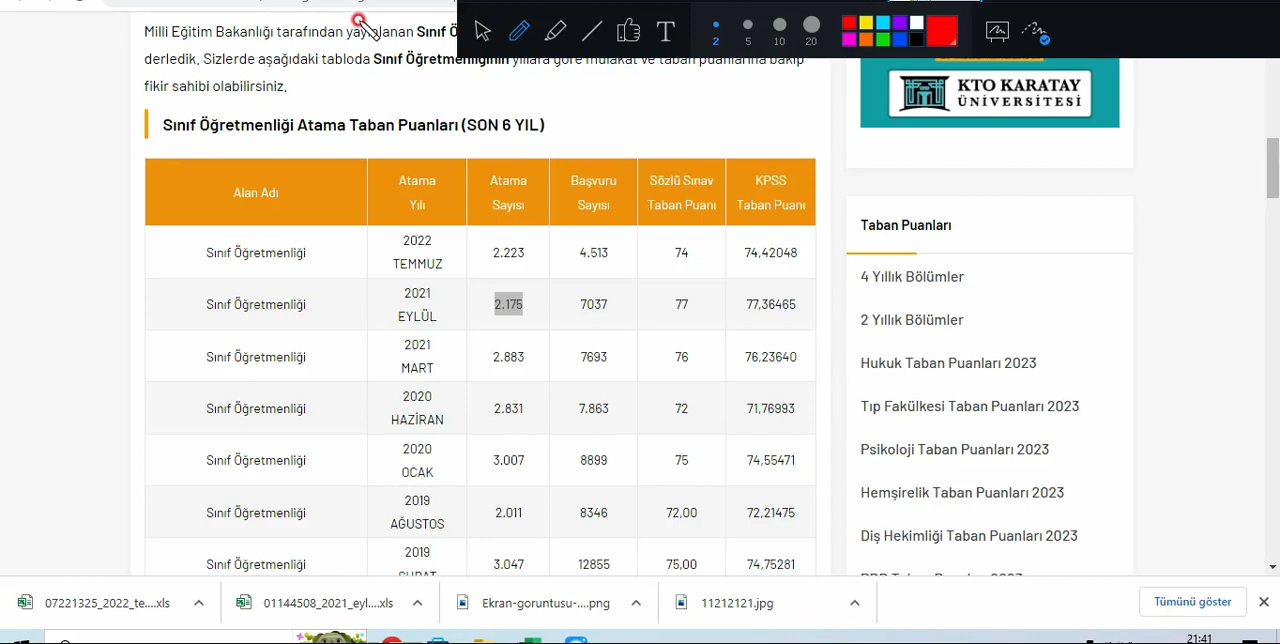 Milli Eğitim Bakanlığı tarafından yayınlanan Sınıf Ö
derledik. Sizlerde aşağıdaki tabloda Sınıf Öğretmenliğinin yıllara göre mülakat ve taban puanlarına bakıp
fikir sahibi olabilirsiniz.
T
2
5
10
20
KTO KARATAY
ÜNİVERSİTESİ
Sınıf Öğretmenliği Atama Taban Puanları (SON 6 YIL)
Alan Adı Atama Yılı Atama Sayısı Başvuru Sayısı Sözlü Sınav Taban Puanı KPSS Taban Puanı
Sınıf Öğretmenliği 2022 TEMMUZ 2.223 4.513 74 74,42048
Sınıf Öğretmenliği 2021 EYLÜL 2.175 7037 77 77,36465
Sınıf Öğretmenliği 2021 MART 2.883 7693 76 76,23640
Sınıf Öğretmenliği 2020 HAZİRAN 2.831 7.863 72 71,76993
Sınıf Öğretmenliği 2020 OCAK 3.007 8899 75 74,55471
Sınıf Öğretmenliği 2019 AĞUSTOS 2.011 8346 72,00 72,21475
Sınıf Öğretmenliği 2019 3.047 12855 75,00 74,75281
Taban Puanları
4 Yıllık Bölümler
2 Yıllık Bölümler
Hukuk Taban Puanları 2023
Tıp Fakültesi Taban Puanları 2023
Psikoloji Taban Puanları 2023
Hemşirelik Taban Puanları 2023
Diş Hekimliği Taban Puanları 2023
07221325_2022_te....xls
01144508_2021_eyl....xls
Ekran-goruntusu-....png
11212121.jpg
Tümünü göster
21:41